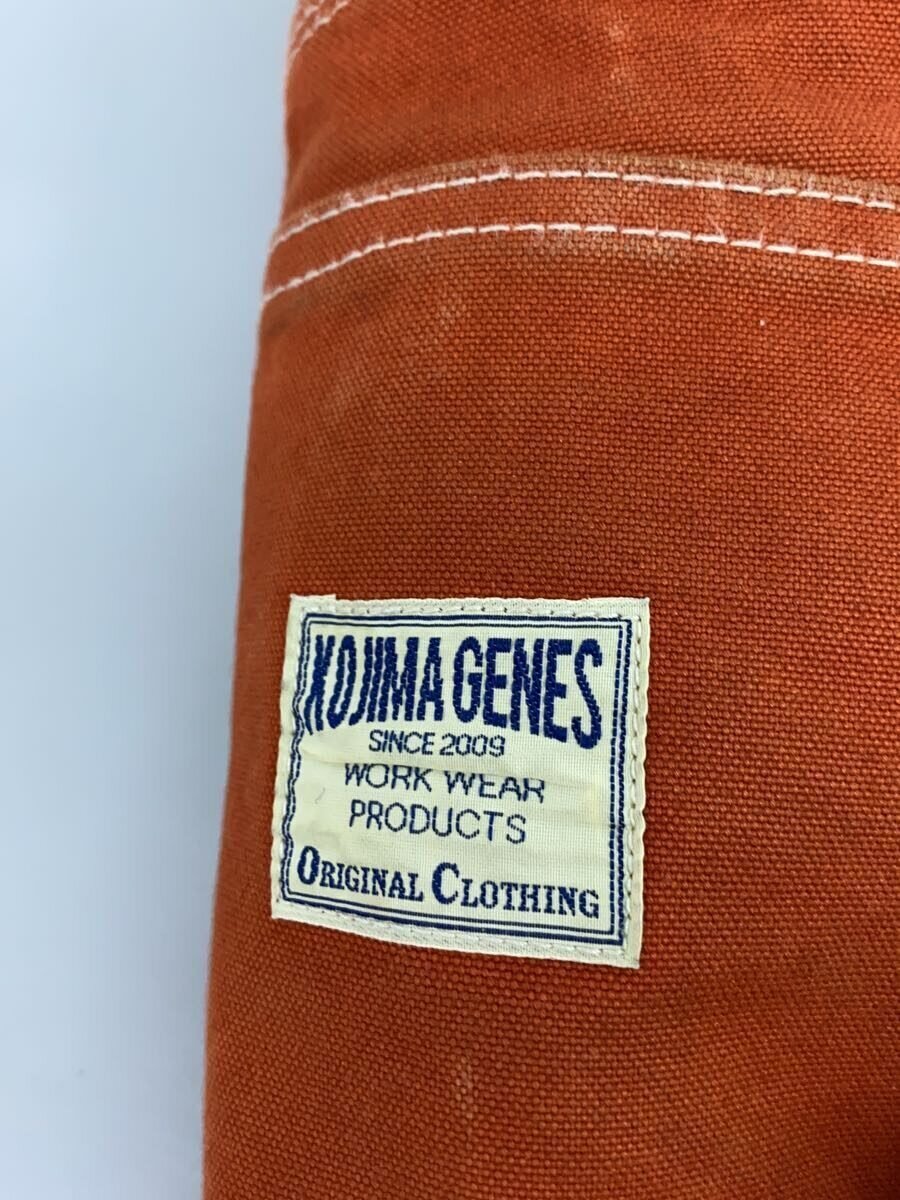 KOJIMA GENES
SINCE 2009
WORK WEAR
PRODUCTS
ORIGINAL CLOTHING